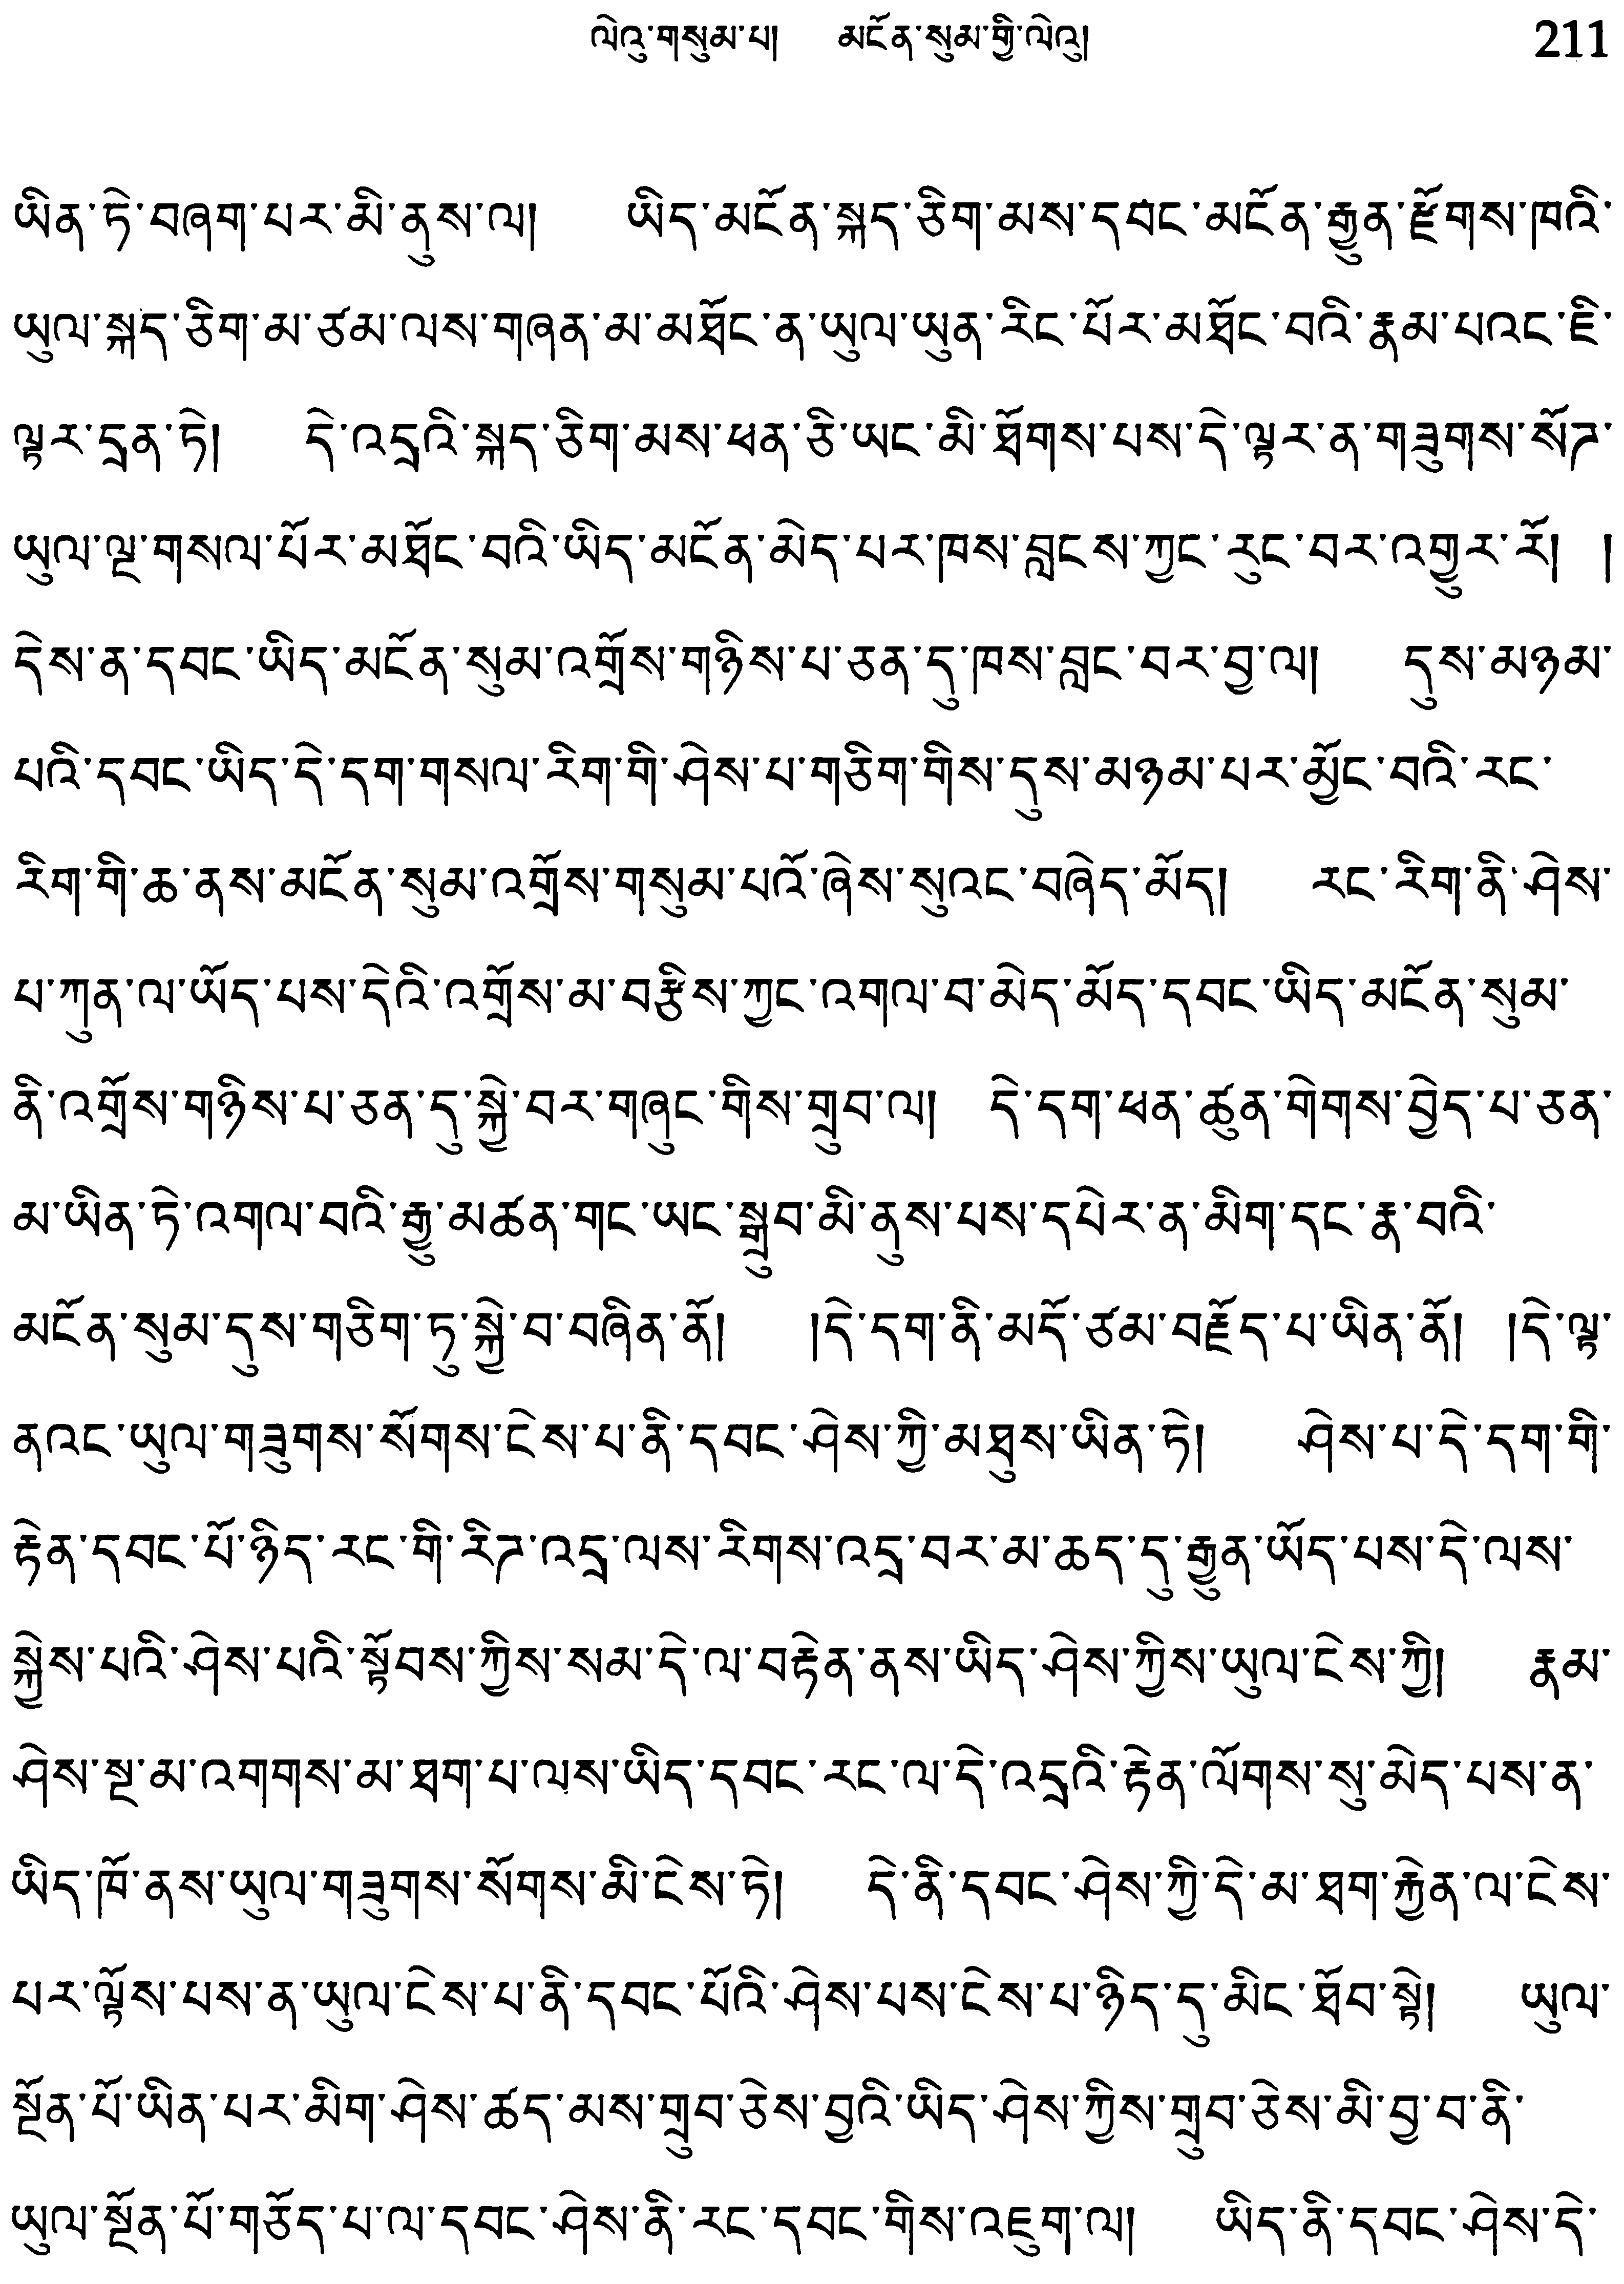 ལེའུ་གསུམ་པ། མངོན་སུམ་གྱི་ལེའུ། 211
ཡིན་ཏེ་བཞག་པར་མི་ནུས་ལ། ཡིད་མངོན་སྐད་ཅིག་མས་དབང་མངོན་རྒྱུན་རྫོགས་ཁའི་
ཡུལ་སྐད་ཅིག་མ་ཙམ་ལས་གཞན་མ་མཐོང་ན་ཡུལ་ཡུན་རིང་པོར་མཐོང་བའི་རྣམ་པའང་ཇི་
ལྟར་དྲན་ཏེ། དེ་འདྲའི་སྐད་ཅིག་མས་ཕན་ཅི་ཡང་མི་ཐོགས་པས་དེ་ལྟར་ན་གཟུགས་སོཊ་
ཡུལ་ལྔ་གསལ་པོར་མཐོང་བའི་ཡིད་མངོན་མེད་པར་ཁས་བླངས་ཀྱང་རུང་བར་འགྱུར་རོ། །
དེས་ན་དབང་ཡིད་མངོན་སུམ་འགྲོས་གཉིས་པ་ཅན་དུ་ཁས་བླང་བར་བྱ་ལ། དུས་མཉམ་
པའི་དབང་ཡིད་དེ་དག་གསལ་རིག་གི་ཤེས་པ་གཅིག་གིས་དུས་མཉམ་པར་མྱོང་བའི་རང་
རིག་གི་ཆ་ནས་མངོན་སུམ་འགྲོས་གསུམ་པའོ་ཞེས་སུའང་བཞེད་མོད། རང་རིག་ནི་ཤེས་
པ་ཀུན་ལ་ཡོད་པས་དེའི་འགྲོས་མ་བརྩིས་ཀྱང་འགལ་བ་མེད་མོད་དབང་ཡིད་མངོན་སུམ་
ནི་འགྲོས་གཉིས་པ་ཅན་དུ་སྐྱེ་བར་གཞུང་གིས་གྲུབ་ལ། དེ་དག་ཕན་ཚུན་གེགས་བྱེད་པ་ཅན་
མ་ཡིན་ཏེ་འགལ་བའི་རྒྱུ་མཚན་གང་ཡང་སྒྲུབ་མི་ནུས་པས་དཔེར་ན་མིག་དང་རྣ་བའི་
མངོན་སུམ་དུས་གཅིག་ཏུ་སྐྱེ་བ་བཞིན་ནོ། །དེ་དག་ནི་མདོ་ཙམ་བརྗོད་པ་ཡིན་ནོ། །དེ་ལྟ་
ནའང་ཡུལ་གཟུགས་སོགས་ངེས་པ་ནི་དབང་ཤེས་ཀྱི་མཐུས་ཡིན་ཏེ། ཤེས་པ་དེ་དག་གི་
རྟེན་དབང་པོ་ཉིད་རང་གི་རིཊ་འདྲ་ལས་རིགས་འདྲ་བར་མ་ཆད་དུ་རྒྱུན་ཡོད་པས་དེ་ལས་
སྐྱེས་པའི་ཤེས་པའི་སྟོབས་ཀྱིས་སམ་དེ་ལ་བརྟེན་ནས་ཡིད་ཤེས་ཀྱིས་ཡུལ་ངེས་ཀྱི། རྣམ་
ཤེས་སྔ་མ་འགགས་མ་ཐག་པ་ལས་ཡིད་དབང་རང་ལ་དེ་འདྲའི་རྟེན་ལོགས་སུ་མེད་པས་ན་
ཡིད་ཁོ་ནས་ཡུལ་གཟུགས་སོགས་མི་ངེས་ཏེ། དེ་ནི་དབང་ཤེས་ཀྱི་དེ་མ་ཐག་རྐྱེན་ལ་ངེས་
པར་ལྟོས་པས་ན་ཡུལ་ངེས་པ་ནི་དབང་པོའི་ཤེས་པས་ངེས་པ་ཉིད་དུ་མིང་ཐོབ་སྟེ། ཡུལ་
སྔོན་པོ་ཡིན་པར་མིག་ཤེས་ཚད་མས་གྲུབ་ཅེས་བྱའི་ཡིད་ཤེས་ཀྱིས་གྲུབ་ཅེས་མི་བྱ་བ་ནི་
ཡུལ་སྔོན་པོ་གཅོད་པ་ལ་དབང་ཤེས་ནི་རང་དབང་གིས་འཇུག་ལ། ཡིད་ནི་དབང་ཤེས་དེ་